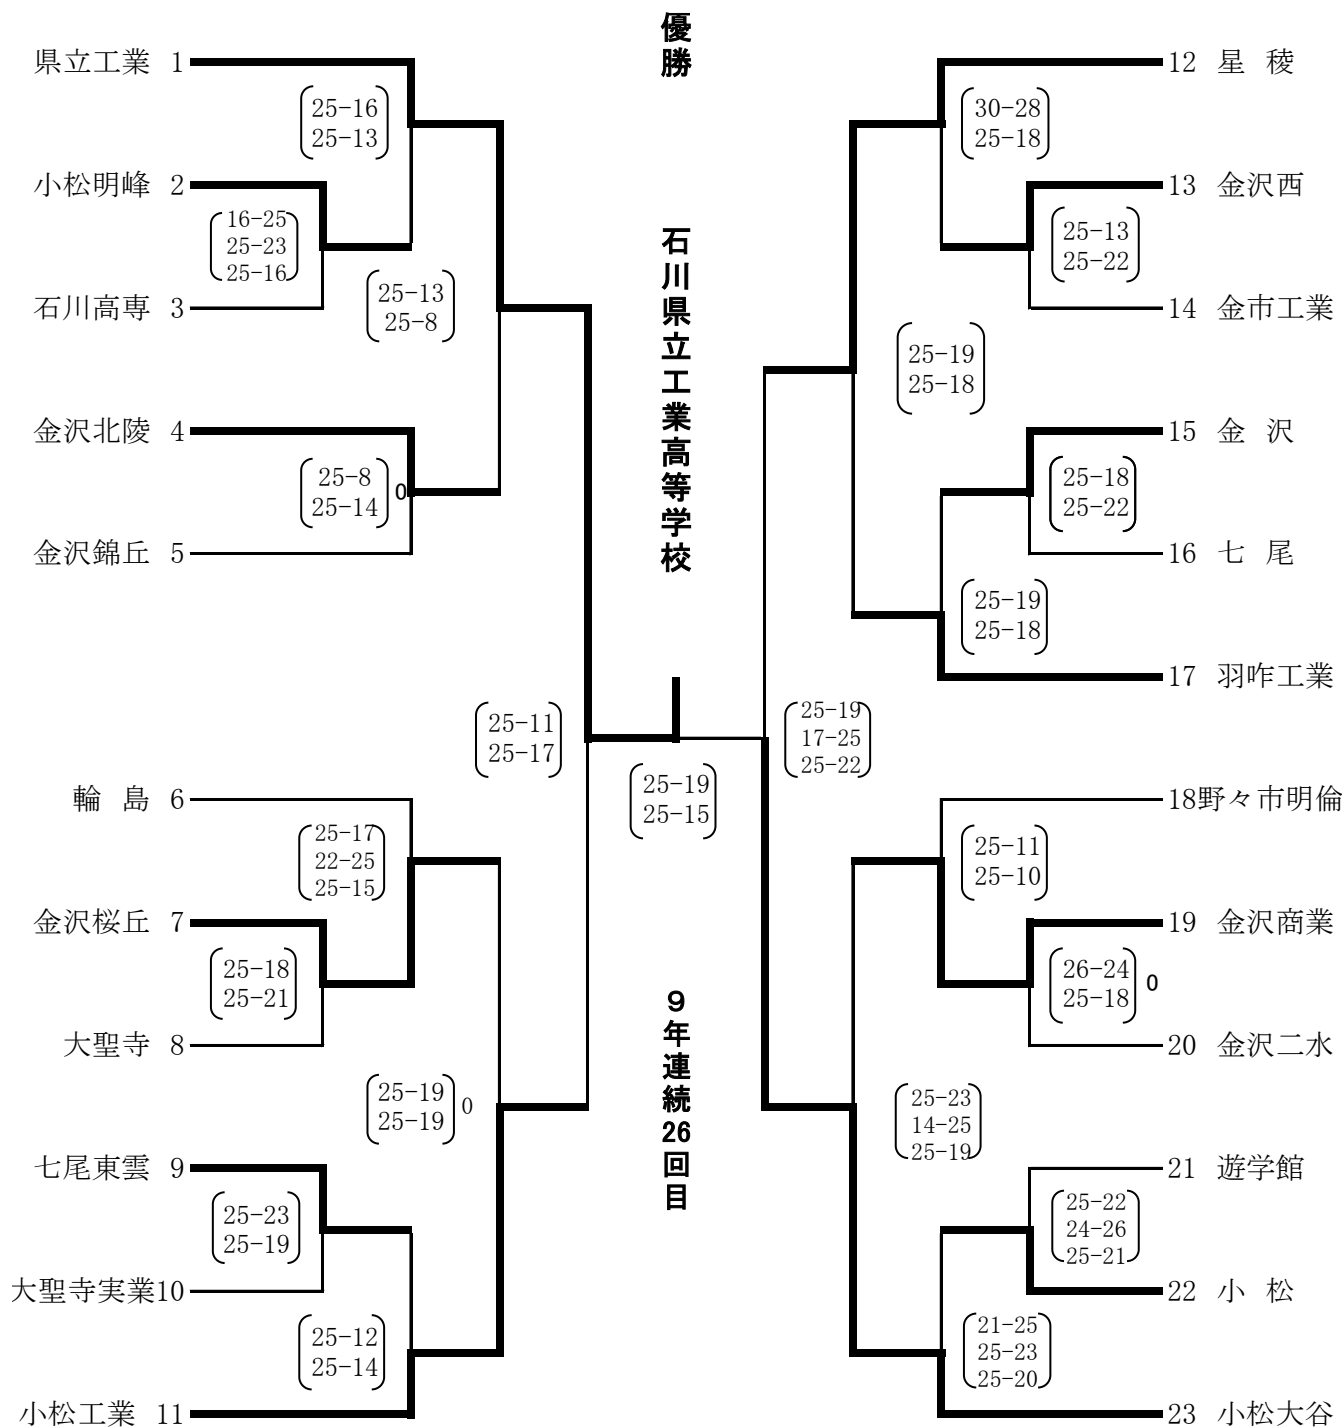 優勝
石川県立工業高等学校
9年連続26回目
県立工業 1
25-16
25-13
小松明峰 2
16-25
25-23
25-16
石川高専 3
25-13
25-8
金沢北陵 4
25-8
25-14
0
金沢錦丘 5
25-11
25-17
輪 島 6
25-17
22-25
25-15
金沢桜丘 7
25-18
25-21
大聖寺 8
25-19
25-19
0
七尾東雲 9
25-23
25-19
大聖寺実業10
25-12
25-14
小松工業 11
25-19
25-15
12 星 稜
30-28
25-18
13 金沢西
25-13
25-22
14 金市工業
25-19
25-18
15 金 沢
25-18
25-22
16 七 尾
25-19
25-18
17 羽咋工業
25-19
17-25
25-22
18野々市明倫
25-11
25-10
19 金沢商業
26-24
25-18
0
20 金沢二水
25-23
14-25
25-19
21 遊学館
25-22
24-26
25-21
22 小 松
21-25
25-23
25-20
23 小松大谷